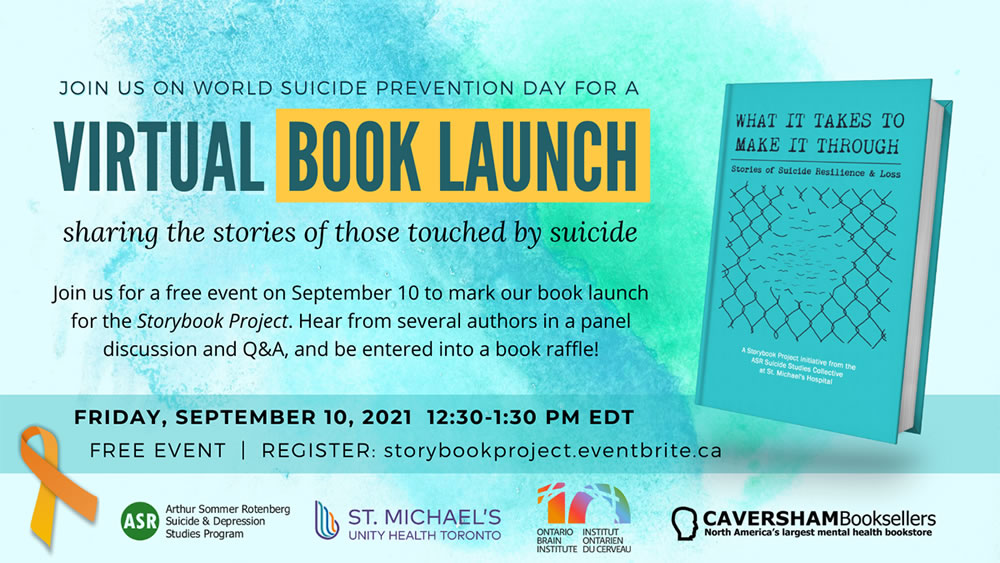 JOIN US ON WORLD SUICIDE PREVENTION DAY FOR A
VIRTUAL BOOK LAUNCH
sharing the stories of those touched by suicide
Join us for a free event on September 10 to mark our book launch
for the Storybook Project. Hear from several authors in a panel
discussion and Q&A, and be entered into a book raffle!
FRIDAY, SEPTEMBER 10, 2021 12:30-1:30 PM EDT
FREE EVENT | REGISTER: storybookproject.eventbrite.ca
WHAT IT TAKES TO
MAKE IT THROUGH
Stories of Suicide Resilience & Loss
A Storybook Project initiative from the
ASR Suicide Studies Collective
at St. Michael's Hospital
ASR
Arthur Sommer Rotenberg
Suicide & Depression
Studies Program
ST. MICHAEL'S
UNITY HEALTH TORONTO
ONTARIO
BRAIN
INSTITUTE
INSTITUT
ONTARIEN
DU CERVEAU
CAVERSHAMBooksellers
North America's largest mental health bookstore